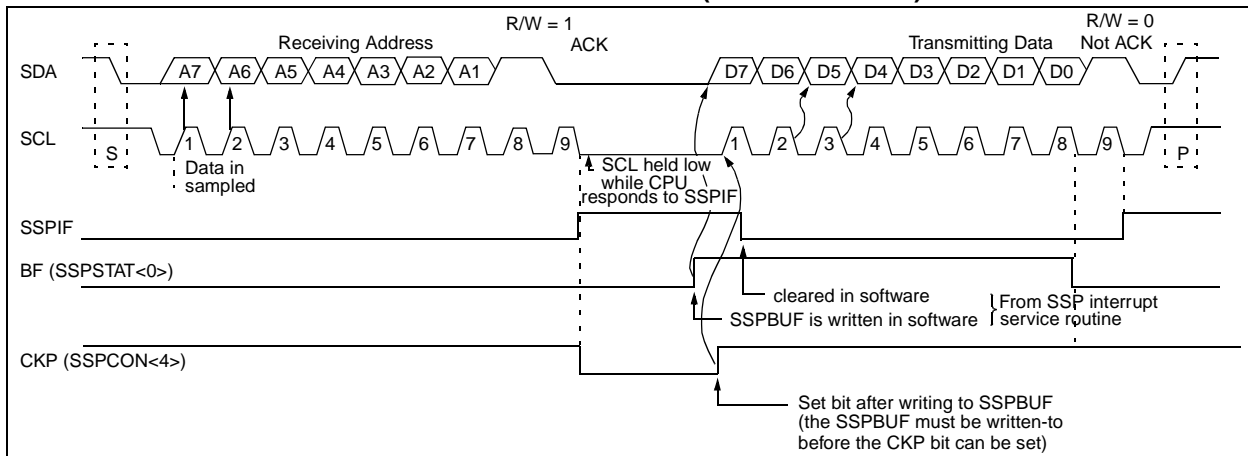 R/W = 1
R/W = 0
Receiving Address
ACK
Transmitting Data
Not ACK
SDA
A7 A6 A5 A4 A3 A2 A1
D7 D6 D5 D4 D3 D2 D1 D0
SCL
S
1 2 3 4 5 6 7 8 9
1 2 3 4 5 6 7 8 9
P
Data in
sampled
SCL held low
while CPU
responds to SSPIF
SSPIF
BF (SSPSTAT<0>)
cleared in software
SSPBUF is written in software
From SSP interrupt
service routine
CKP (SSPCON<4>)
Set bit after writing to SSPBUF
(the SSPBUF must be written-to
before the CKP bit can be set)